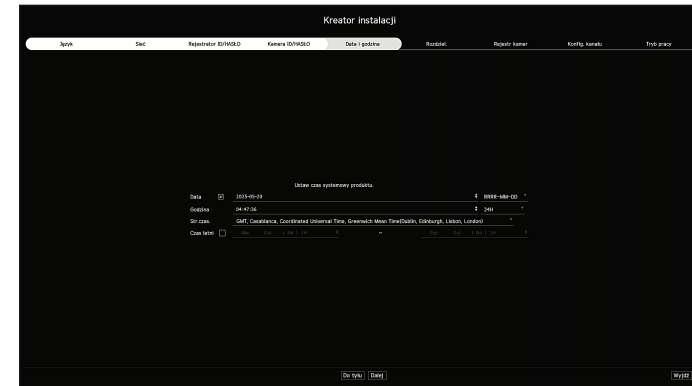 Kreator instalacji
Język Sieć Rejestrator ID/HASŁO Kamera ID/HASŁO Data i godzina Rozdziel. Rejestr kamer Konfig. kanału Tryb pracy
Ustaw czas systemowy produktu.
Data 2025-05-20 RRRR-MM-DD
Godzina 04:47:36 24H
Str.czas. GMT, Casablanca, Coordinated Universal Time, Greenwich Mean Time(Dublin, Edinburgh, Lisbon, London)
Czas letni Mar Ost. -
Do tyłu Dalej Wyjdź